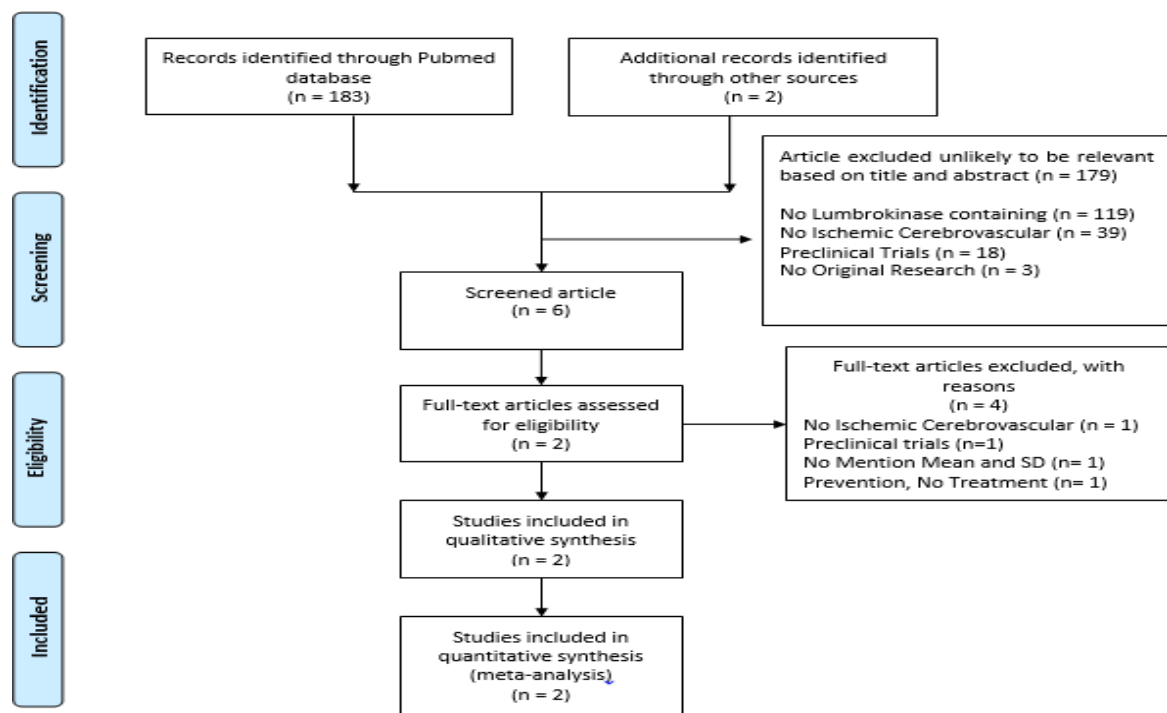 Identification
Records identified through Pubmed
database
(n = 183)
Additional records identified
through other sources
(n = 2)
Article excluded unlikely to be relevant
based on title and abstract (n = 179)
No Lumbrokinase containing (n = 119)
No Ischemic Cerebrovascular (n = 39)
Preclinical Trials (n = 18)
No Original Research (n = 3)
Screening
Screened article
(n = 6)
Eligibility
Full-text articles assessed
for eligibility
(n = 2)
Full-text articles excluded, with
reasons
(n = 4)
No Ischemic Cerebrovascular (n = 1)
Preclinical trials (n=1)
No Mention Mean and SD (n= 1)
Prevention, No Treatment (n= 1)
Studies included in
qualitative synthesis
(n = 2)
Included
Studies included in
quantitative synthesis
(meta-analysis)
(n = 2)